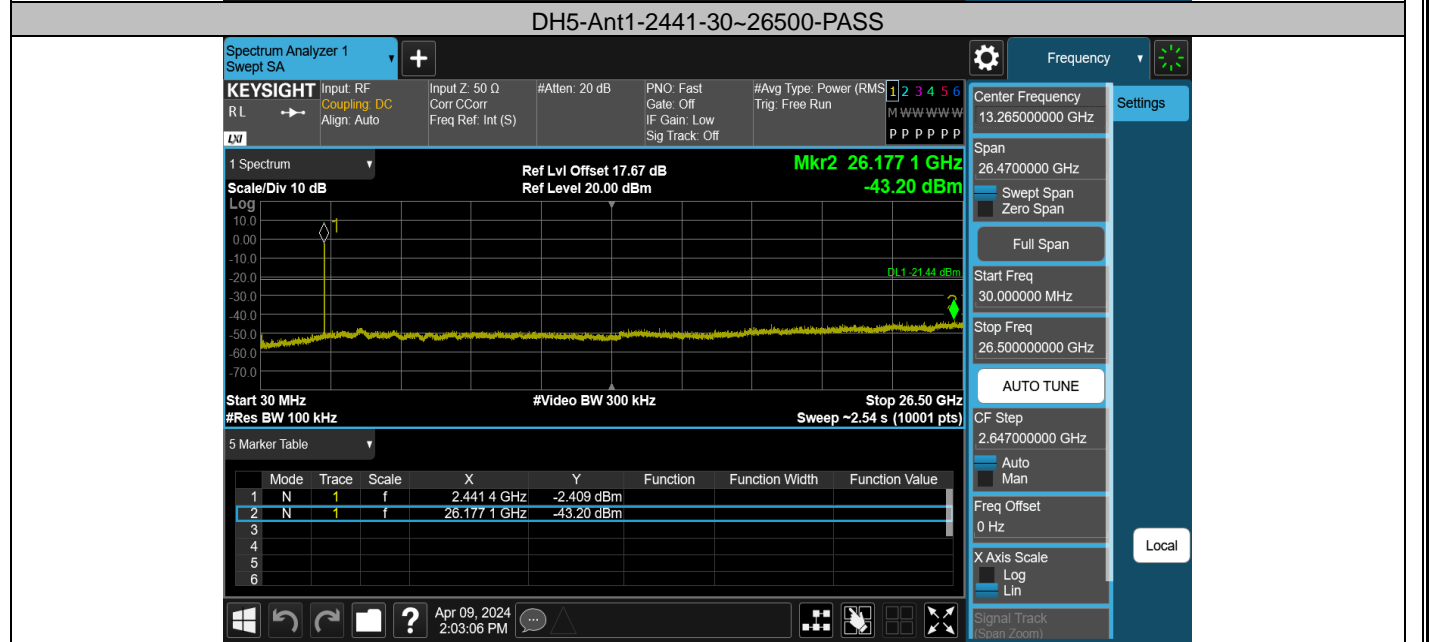 DH5-Ant1-2441-30~26500-PASS
Spectrum Analyzer 1
Swept SA
+
Frequency
KEYSIGHT
RL
LXI
Input: RF
Coupling: DC
Align: Auto
Input Z: 50 Ω
Corr CCorr
Freq Ref: Int (S)
#Atten: 20 dB
PNO: Fast
Gate: Off
IF Gain: Low
Sig Track: Off
#Avg Type: Power (RMS
Trig: Free Run
1 2 3 4 5 6
M W W W W W
P P P P P P
1 Spectrum
Scale/Div 10 dB
Ref Lvl Offset 17.67 dB
Ref Level 20.00 dBm
Mkr2 26.177 1 GHz
-43.20 dBm
Log
10.0
0.00
-10.0
-20.0
-30.0
-40.0
-50.0
-60.0
-70.0
1
DL1 -21.44 dBm
2
Start 30 MHz
#Video BW 300 kHz
Stop 26.50 GHz
#Res BW 100 kHz
Sweep ~2.54 s (10001 pts)
5 Marker Table
Mode Trace Scale X Y Function Function Width Function Value
1 N 1 f 2.441 4 GHz -2.409 dBm
2 N 1 f 26.177 1 GHz -43.20 dBm
3
4
5
6
Center Frequency
13.265000000 GHz
Settings
Span
26.4700000 GHz
Swept Span
Zero Span
Full Span
Start Freq
30.000000 MHz
Stop Freq
26.500000000 GHz
AUTO TUNE
CF Step
2.647000000 GHz
Auto
Man
Freq Offset
0 Hz
X Axis Scale
Log
Lin
Signal Track
(Span Zoom)
Local
?
Apr 09, 2024
2:03:06 PM